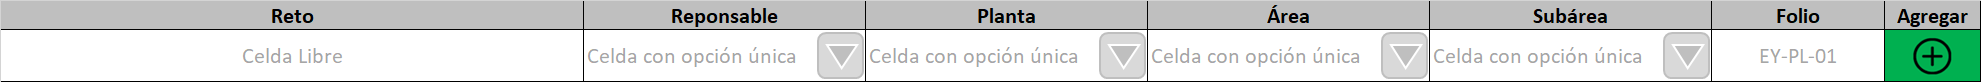 Reto Reponsable Planta Área Subárea Folio Agregar
Celda Libre Celda con opción única Celda con opción única Celda con opción única Celda con opción única EY-PL-01